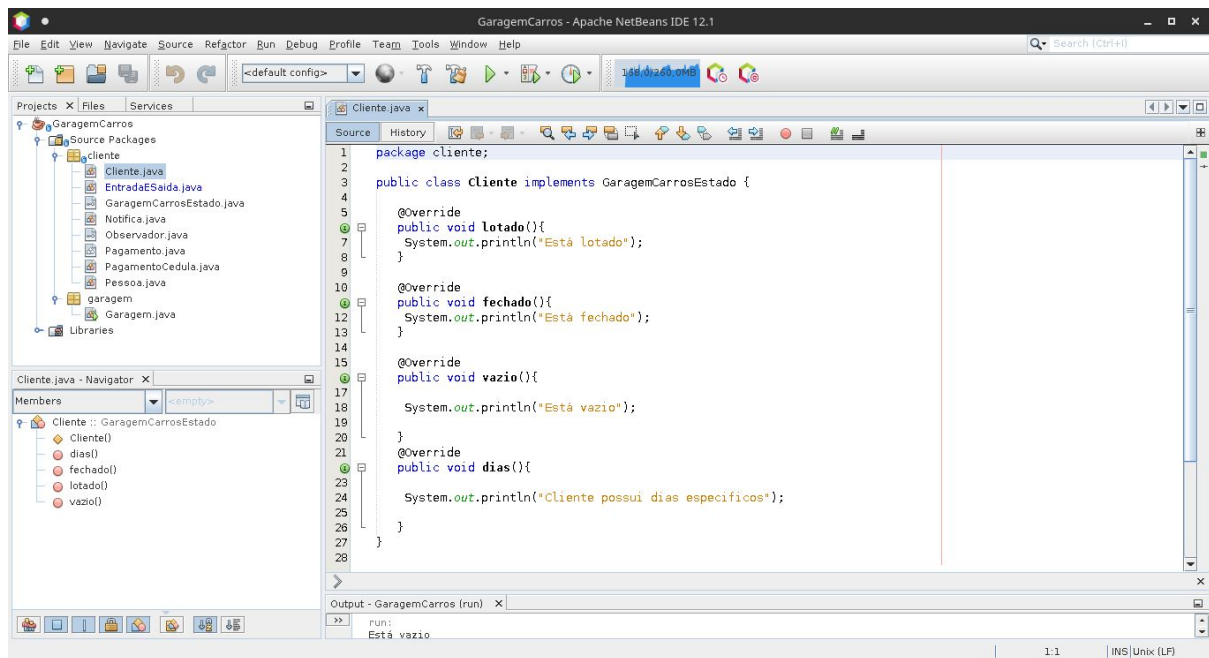 GaragemCarros - Apache NetBeans IDE 12.1
File Edit View Navigate Source Refactor Run Debug Profile Team Tools Window Help
Search (Ctrl+I)
<default config>
168,0/260,0MB
Projects Files Services
GaragemCarros
Source Packages
cliente
Cliente.java
EntradaESaida.java
GaragemCarrosEstado.java
Notifica.java
Observador.java
Pagamento.java
PagamentoCedula.java
Pessoa.java
garagem
Garagem.java
Libraries
Cliente.java - Navigator
Members
<empty>
Cliente :: GaragemCarrosEstado
Cliente()
dias()
fechado()
lotado()
vazio()
Cliente.java
Source History
1 package cliente;
2
3 public class Cliente implements GaragemCarrosEstado {
4
5 @Override
public void lotado(){
7 System.out.println("Está lotado");
8 }
9
10 @Override
public void fechado(){
12 System.out.println("Está fechado");
13 }
14
15 @Override
public void vazio(){
17
18 System.out.println("Está vazio");
19
20 }
21 @Override
public void dias(){
23
24 System.out.println("Cliente possui dias especificos");
25
26 }
27 }
28
Output - GaragemCarros (run)
run:
Está vazio
1:1 INS Unix (LF)